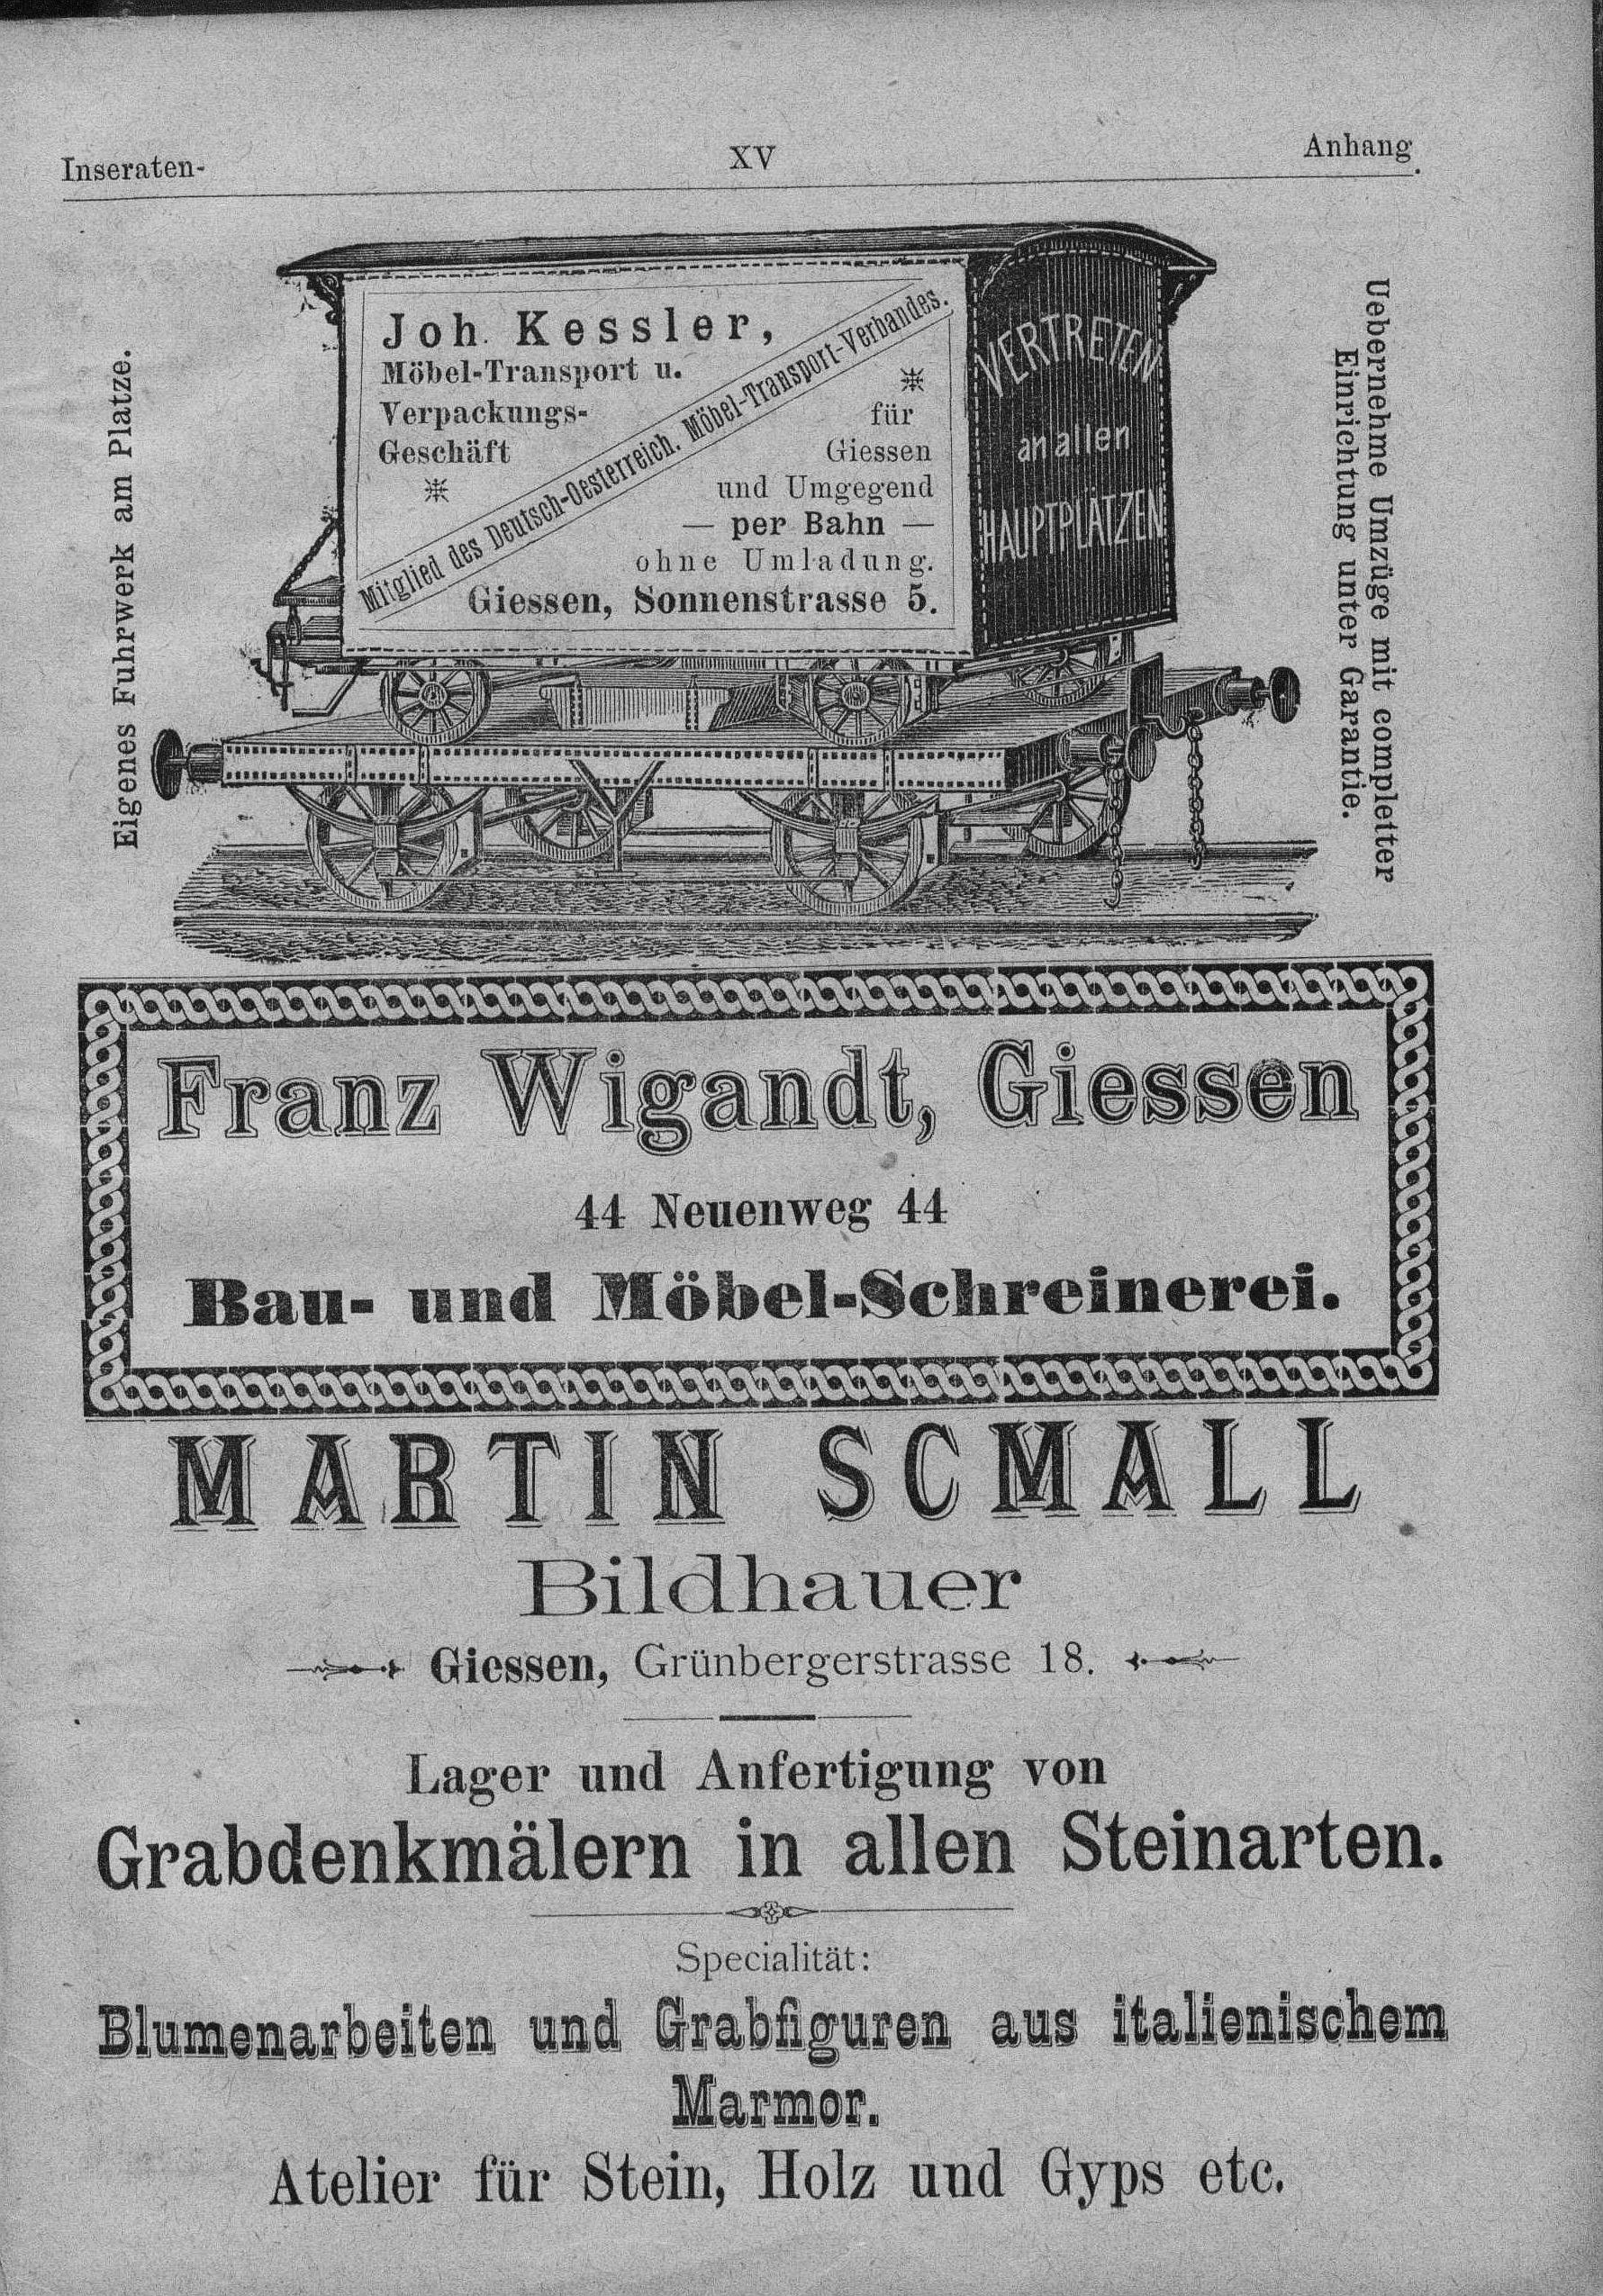 Inseraten-
XV
Anhang.
Eigenes Fuhrwerk am Platze.
Joh. Kessler,
Möbel-Transport u.
Verpackungs-
Geschäft
Mitglied des Deutsch-Oesterreich. Möbel-Transport-Verbandes.
für
Giessen
und Umgegend
— per Bahn —
ohne Umladung.
Giessen, Sonnenstrasse 5.
VERTRETEN
an allen
HAUPTPLÄTZEN
Uebernehme Umzüge mit completter
Einrichtung unter Garantie.
Franz Wigandt, Giessen
44 Neuenweg 44
Bau- und Möbel-Schreinerei.
MARTIN SCMALL
Bildhauer
Giessen, Grünbergerstrasse 18.
Lager und Anfertigung von
Grabdenkmälern in allen Steinarten.
Specialität:
Blumenarbeiten und Grabfiguren aus italienischem
Marmor.
Atelier für Stein, Holz und Gyps etc.